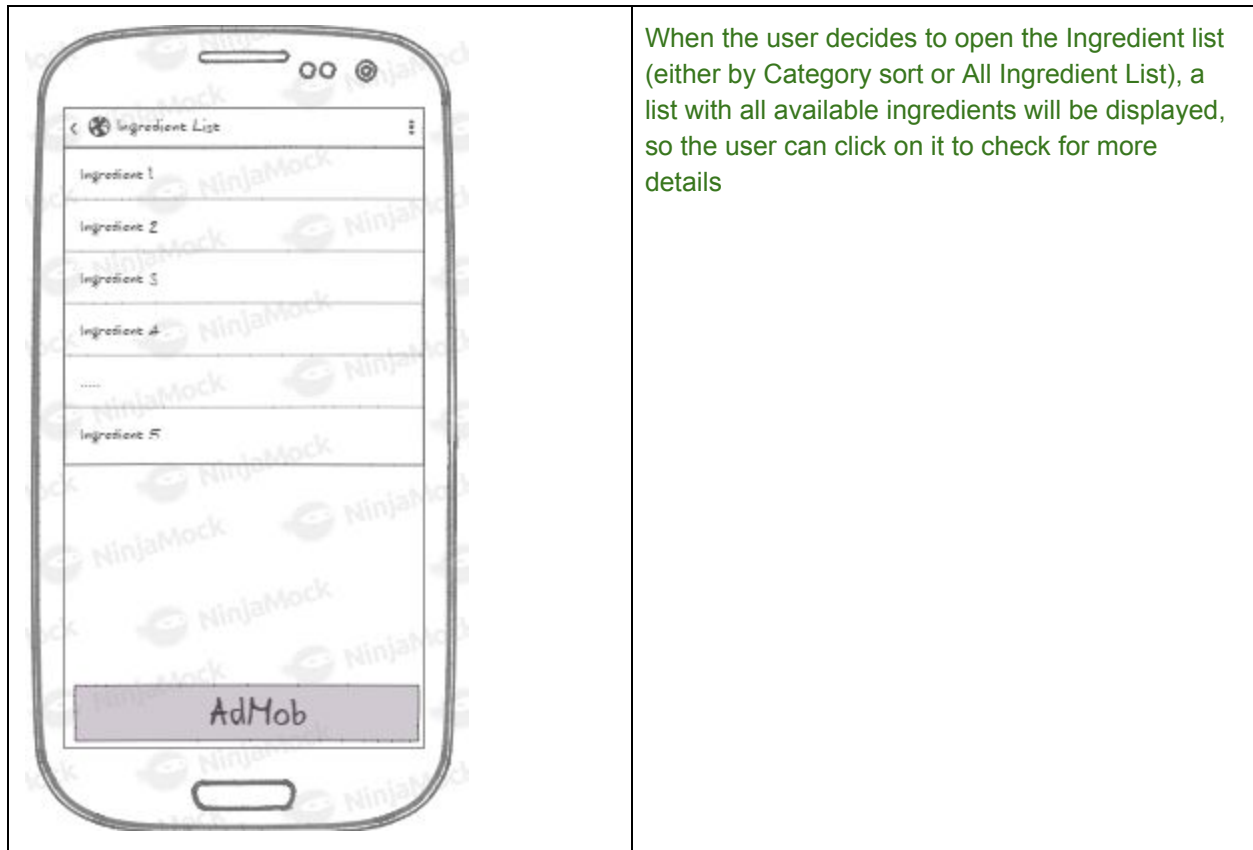 Ingredient List
Ingredient 1
Ingredient 2
Ingredient 3
Ingredient 4
.....
Ingredient 5
AdMob
NinjaMock
When the user decides to open the Ingredient list
(either by Category sort or All Ingredient List), a
list with all available ingredients will be displayed,
so the user can click on it to check for more
details